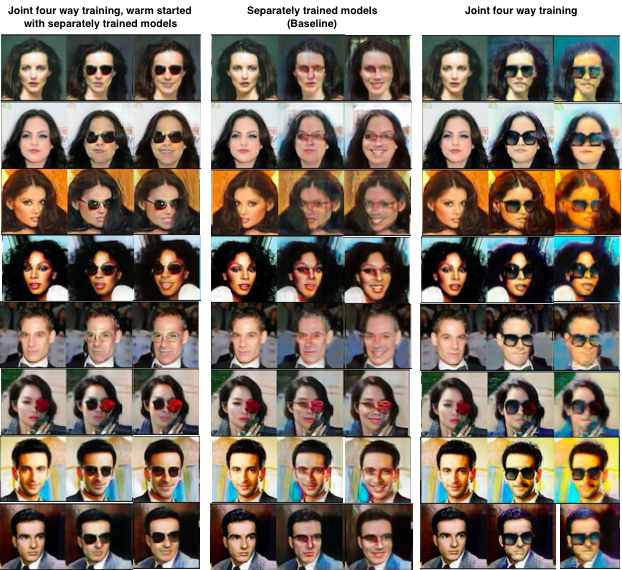 Joint four way training, warm started
with separately trained models
Separately trained models
(Baseline)
Joint four way training